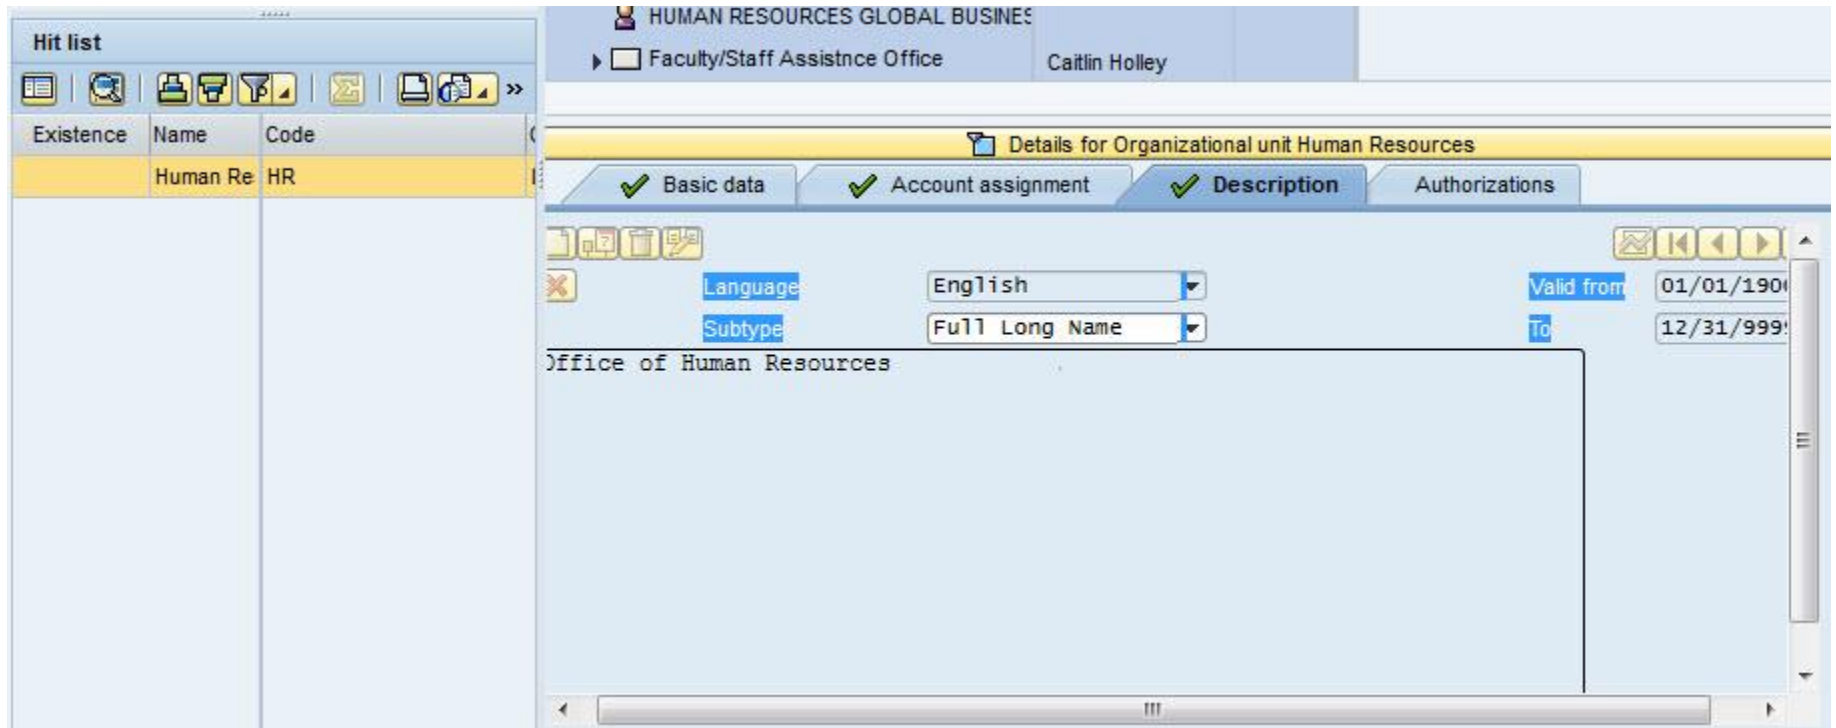 Hit list
Existence Name Code
Human Re HR
HUMAN RESOURCES GLOBAL BUSINES
Faculty/Staff Assistnce Office Caitlin Holley
Details for Organizational unit Human Resources
Basic data Account assignment Description Authorizations
Language English Valid from 01/01/190
Subtype Full Long Name To 12/31/999
Office of Human Resources